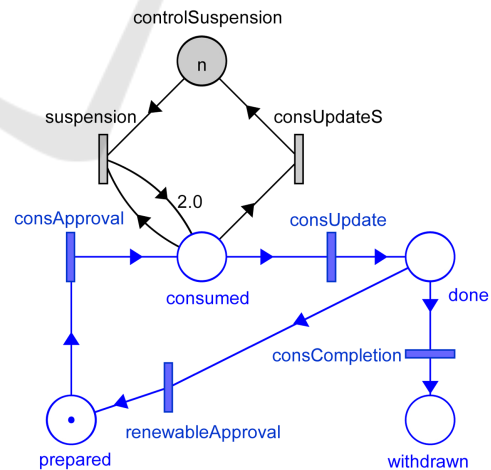 controlSuspension
n
suspension
consUpdateS
2.0
consApproval
consUpdate
consumed
done
consCompletion
renewableApproval
prepared
withdrawn